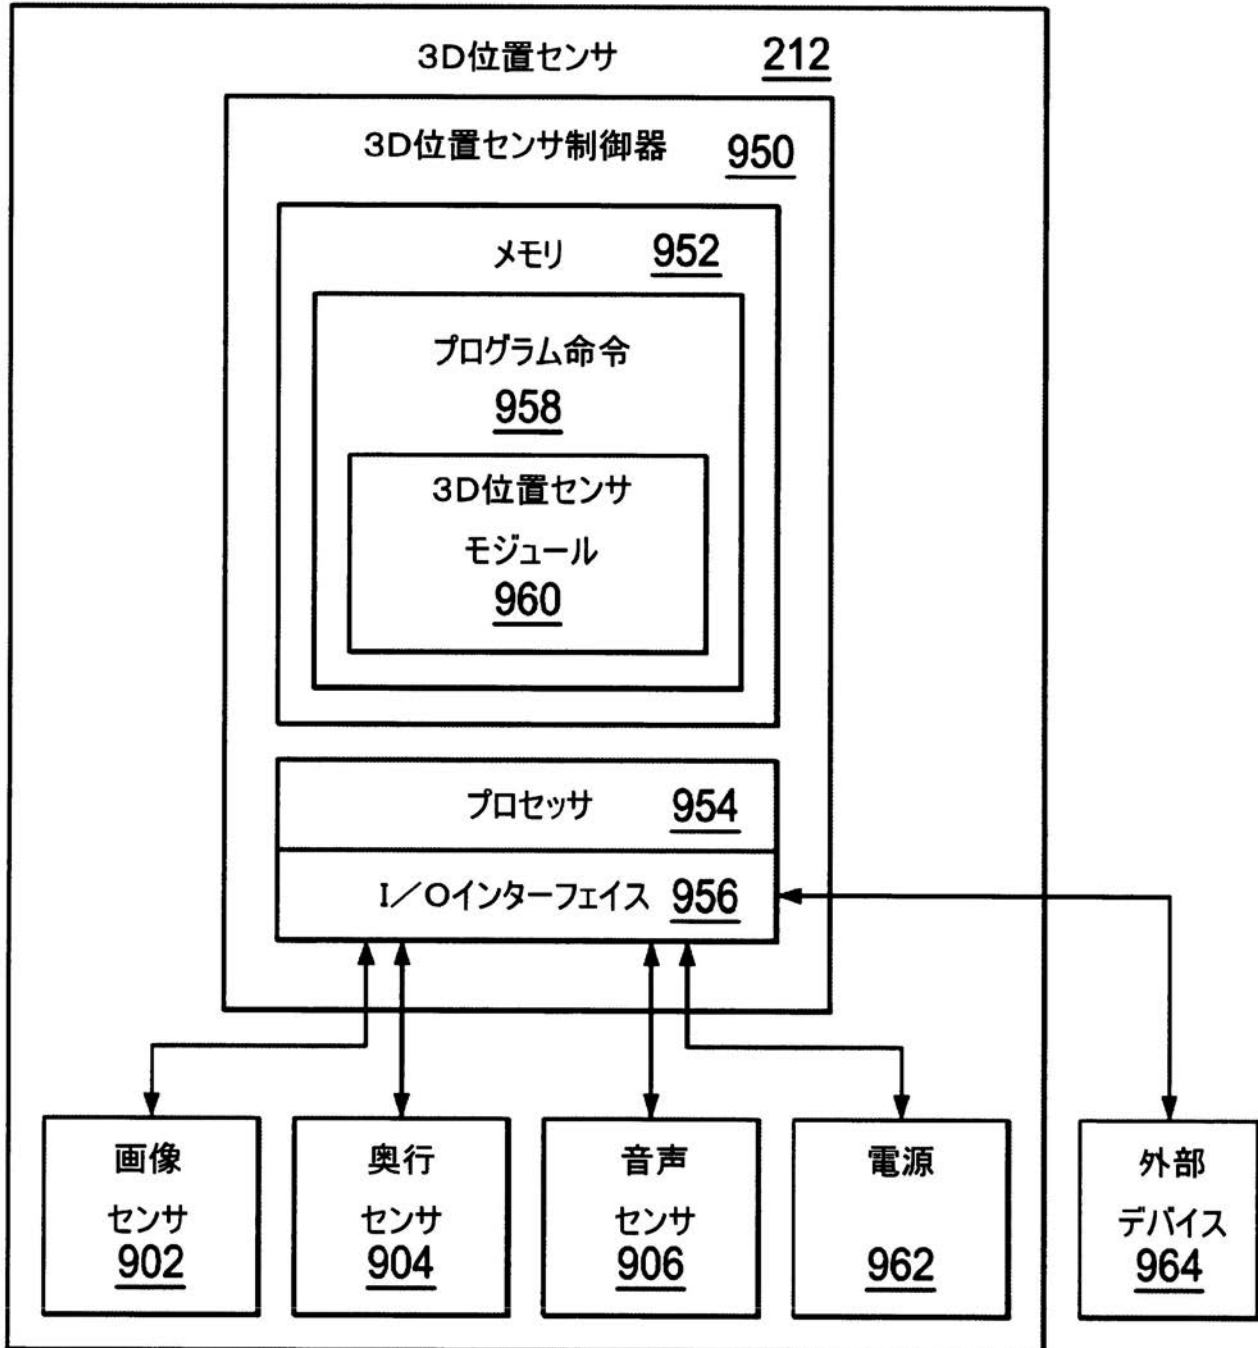 3D位置センサ 212
3D位置センサ制御器 950
メモリ 952
プログラム命令
958
3D位置センサ
モジュール
960
プロセッサ 954
I/Oインターフェイス 956
画像
センサ
902
奥行
センサ
904
音声
センサ
906
電源
962
外部
デバイス
964